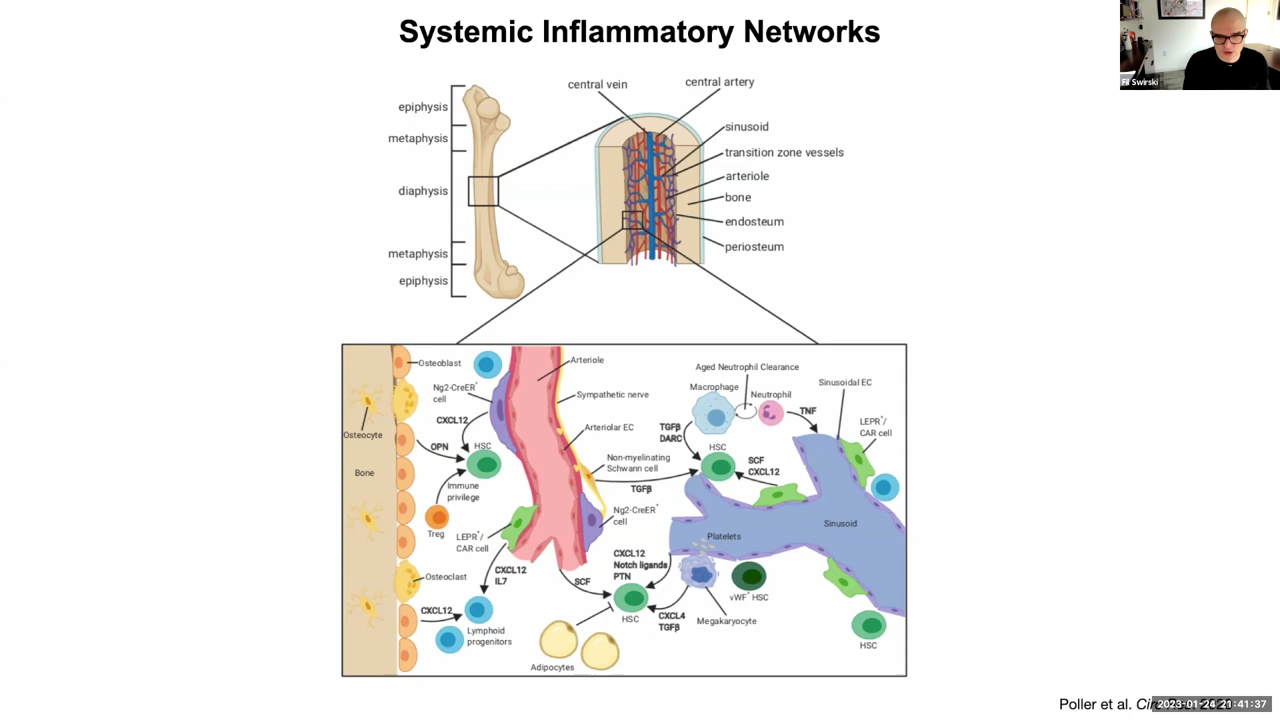 Systemic Inflammatory Networks
Fil Swirski
central vein
central artery
epiphysis
metaphysis
diaphysis
metaphysis
epiphysis
sinusoid
transition zone vessels
arteriole
bone
endosteum
periosteum
Osteoblast
Ng2-CreER+
cell
CXCL12
OPN
HSC
Osteocyte
Bone
Immune
privilege
Treg
LEPR+/
CAR cell
Osteoclast
CXCL12
IL7
CXCL12
Lymphoid
progenitors
Arteriole
Sympathetic nerve
Arteriolar EC
Non-myelinating
Schwann cell
TGFβ
Ng2-CreER+
cell
SCF
CXCL12
Notch ligands
PTN
HSC
Adipocytes
CXCL4
TGFβ
Aged Neutrophil Clearance
Macrophage
Neutrophil
TNF
TGFβ
DARC
HSC
SCF
CXCL12
Sinusoidal EC
LEPR+/
CAR cell
Sinusoid
Platelets
vWF+ HSC
Megakaryocyte
HSC
Poller et al.
2023-01-24 21:41:37